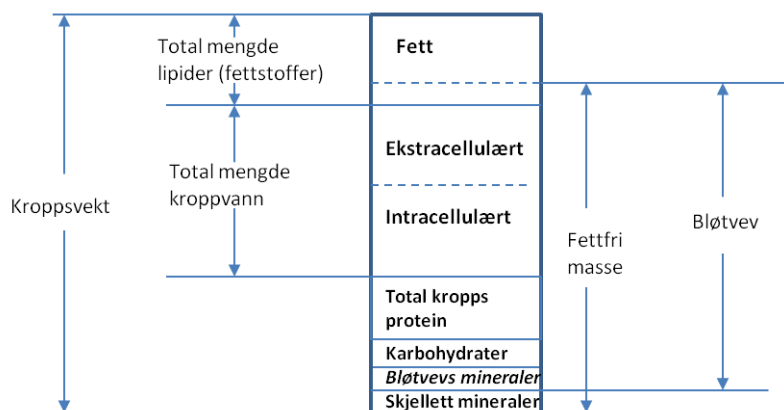 Kroppsvekt
Total mengde
lipider (fettstoffer)
Total mengde
kroppvann
Fett
Ekstracellulært
Intracellulært
Total kropps
protein
Karbohydrater
Bløtvevs mineraler
Skjellett mineraler
Fettfri
masse
Bløtvev